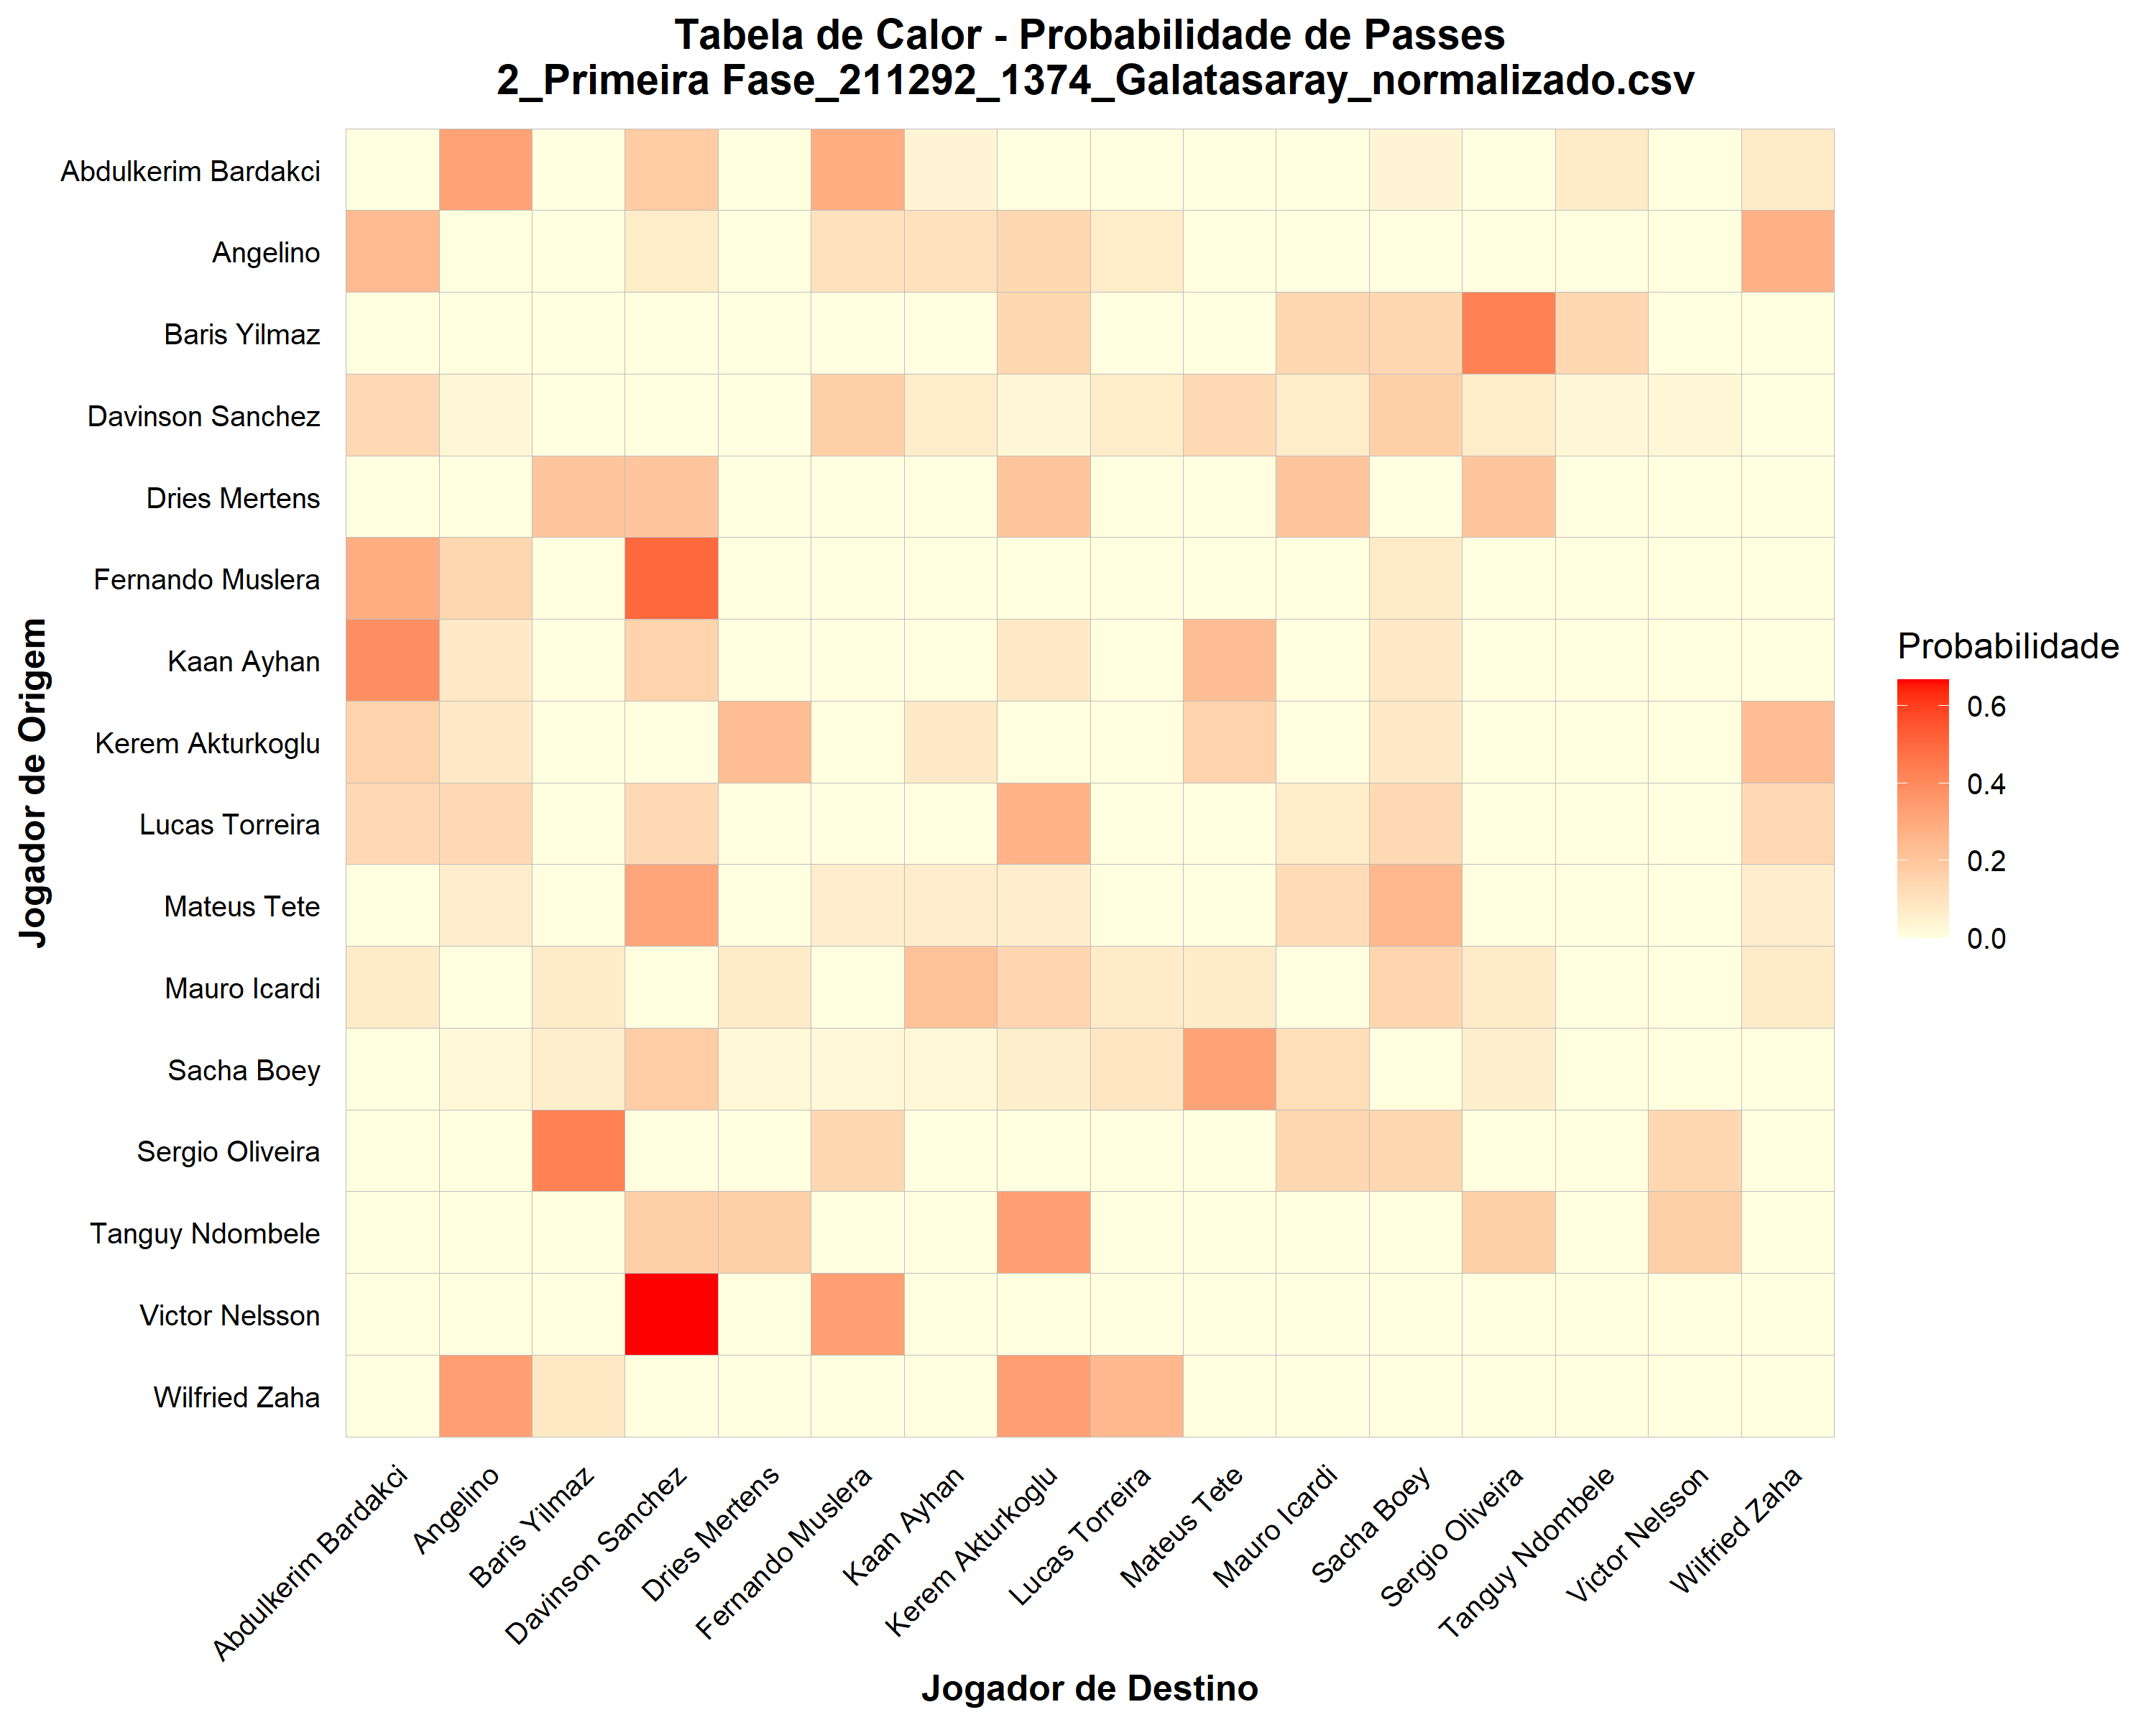 Tabela de Calor - Probabilidade de Passes
2_Primeira Fase_211292_1374_Galatasaray_normalizado.csv
Jogador de Origem
Abdulkerim Bardakci
Angelino
Baris Yilmaz
Davinson Sanchez
Dries Mertens
Fernando Muslera
Kaan Ayhan
Kerem Akturkoglu
Lucas Torreira
Mateus Tete
Mauro Icardi
Sacha Boey
Sergio Oliveira
Tanguy Ndombele
Victor Nelsson
Wilfried Zaha
Abdulkerim Bardakci
Angelino
Baris Yilmaz
Davinson Sanchez
Dries Mertens
Fernando Muslera
Kaan Ayhan
Kerem Akturkoglu
Lucas Torreira
Mateus Tete
Mauro Icardi
Sacha Boey
Sergio Oliveira
Tanguy Ndombele
Victor Nelsson
Wilfried Zaha
Jogador de Destino
Probabilidade
0.6
0.4
0.2
0.0